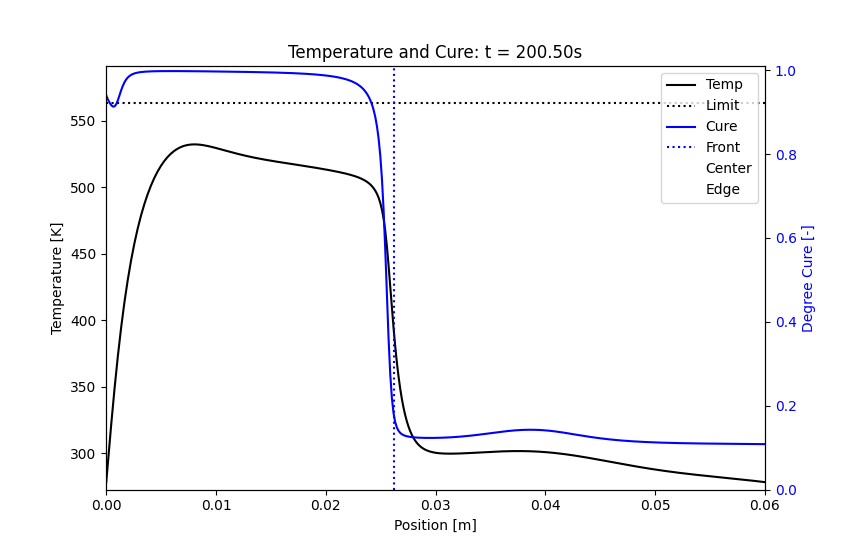 Temperature and Cure: t = 200.50s
Temp
Limit
Cure
Front
Center
Edge
Temperature [K]
550
500
450
400
350
300
Degree Cure [-]
1.0
0.8
0.6
0.4
0.2
0.0
0.00 0.01 0.02 0.03 0.04 0.05 0.06
Position [m]